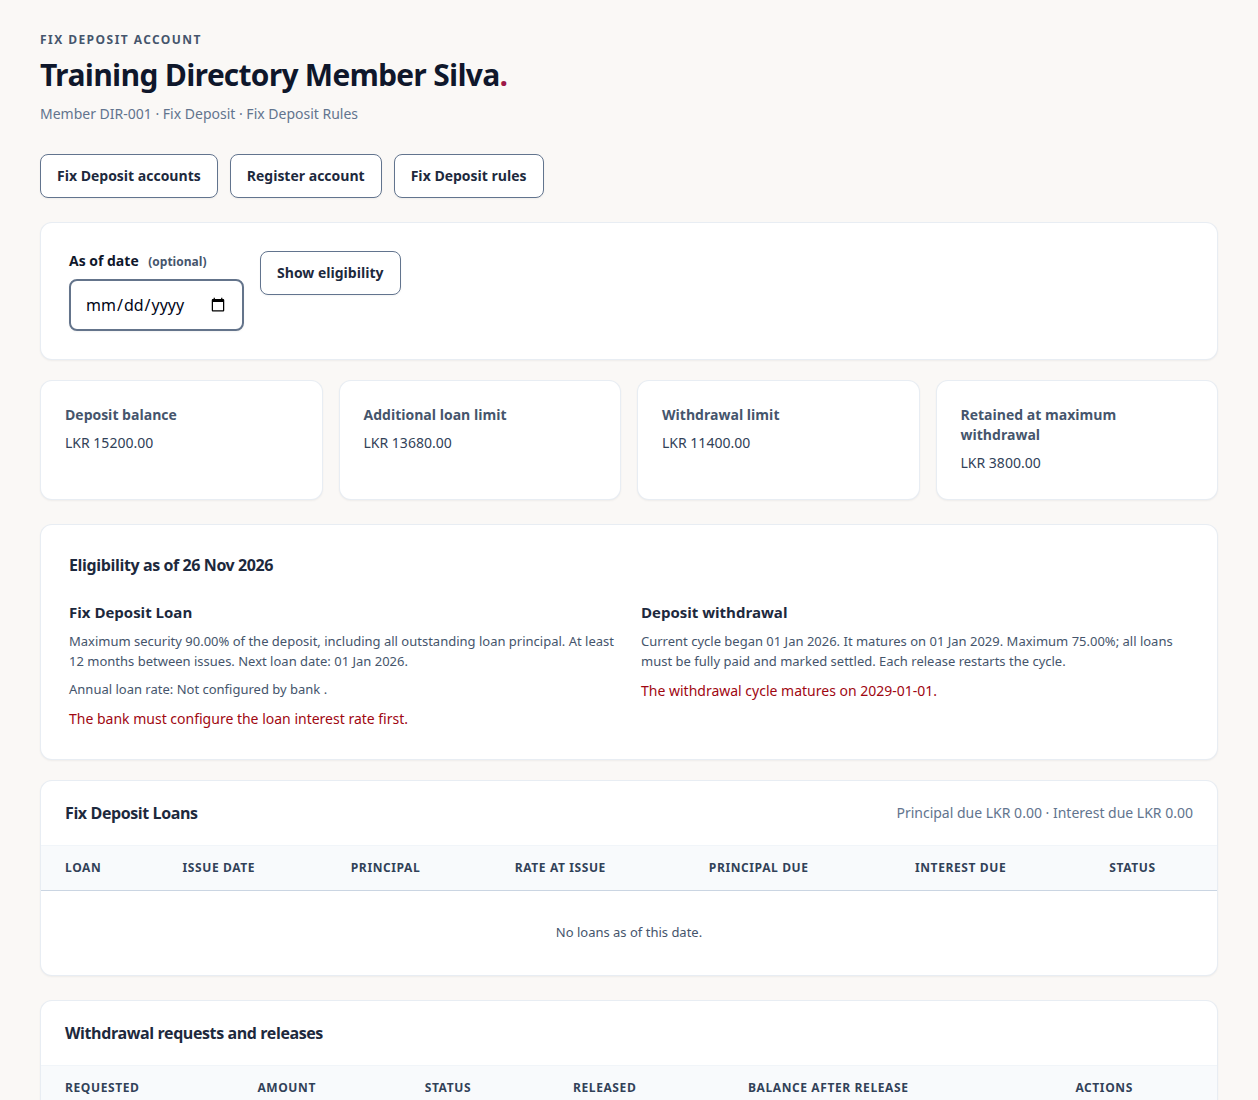 FIX DEPOSIT ACCOUNT
Training Directory Member Silva.
Member DIR-001 · Fix Deposit · Fix Deposit Rules
Fix Deposit accounts
Register account
Fix Deposit rules
As of date (optional)
mm/dd/yyyy
Show eligibility
Deposit balance
LKR 15200.00
Additional loan limit
LKR 13680.00
Withdrawal limit
LKR 11400.00
Retained at maximum
withdrawal
LKR 3800.00
Eligibility as of 26 Nov 2026
Fix Deposit Loan
Maximum security 90.00% of the deposit, including all outstanding loan principal. At least
12 months between issues. Next loan date: 01 Jan 2026.
Annual loan rate: Not configured by bank .
The bank must configure the loan interest rate first.
Deposit withdrawal
Current cycle began 01 Jan 2026. It matures on 01 Jan 2029. Maximum 75.00%; all loans
must be fully paid and marked settled. Each release restarts the cycle.
The withdrawal cycle matures on 2029-01-01.
Fix Deposit Loans
Principal due LKR 0.00 · Interest due LKR 0.00
LOAN ISSUE DATE PRINCIPAL RATE AT ISSUE PRINCIPAL DUE INTEREST DUE STATUS
No loans as of this date.
Withdrawal requests and releases
REQUESTED AMOUNT STATUS RELEASED BALANCE AFTER RELEASE ACTIONS